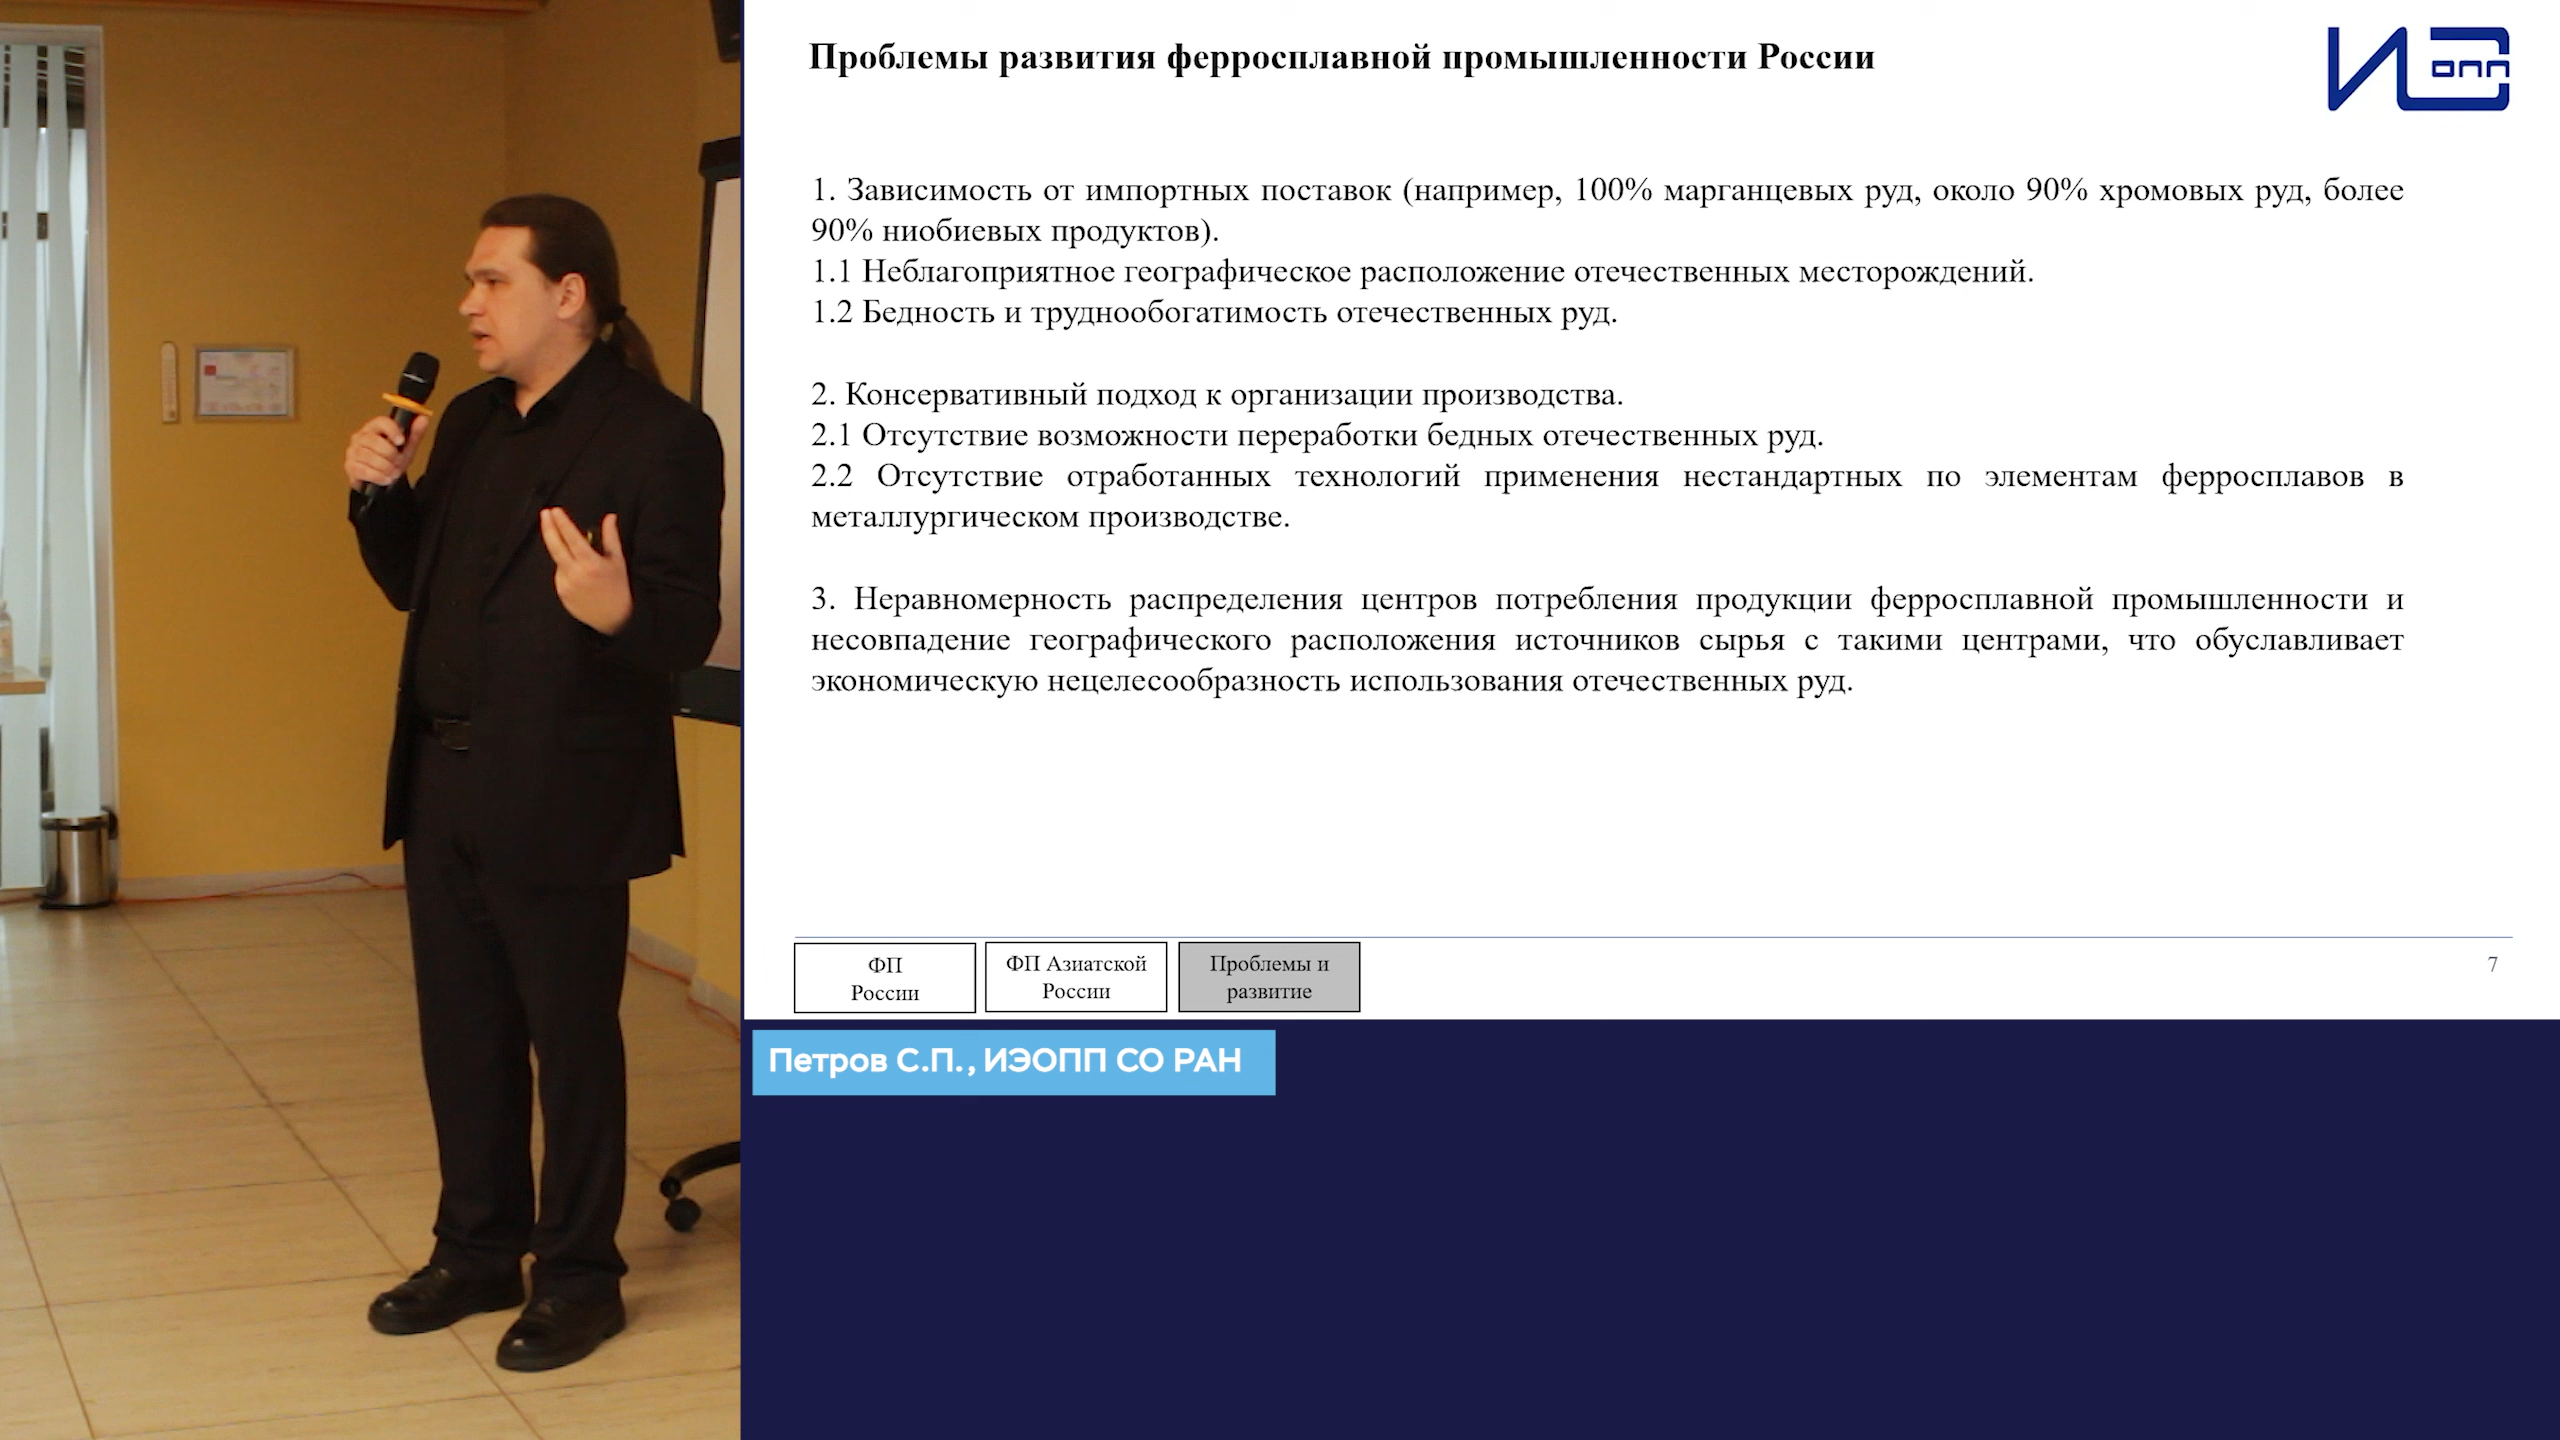 Проблемы развития ферросплавной промышленности России
ИЭ
опп
1. Зависимость от импортных поставок (например, 100% марганцевых руд, около 90% хромовых руд, более
90% ниобиевых продуктов).
1.1 Неблагоприятное географическое расположение отечественных месторождений.
1.2 Бедность и труднообогатимость отечественных руд.
2. Консервативный подход к организации производства.
2.1 Отсутствие возможности переработки бедных отечественных руд.
2.2 Отсутствие отработанных технологий применения нестандартных по элементам ферросплавов в
металлургическом производстве.
3. Неравномерность распределения центров потребления продукции ферросплавной промышленности и
несовпадение географического расположения источников сырья с такими центрами, что обуславливает
экономическую нецелесообразность использования отечественных руд.
ФП
России
ФП Азиатской
России
Проблемы и
развитие
7
Петров С.П., ИЭОПП СО РАН